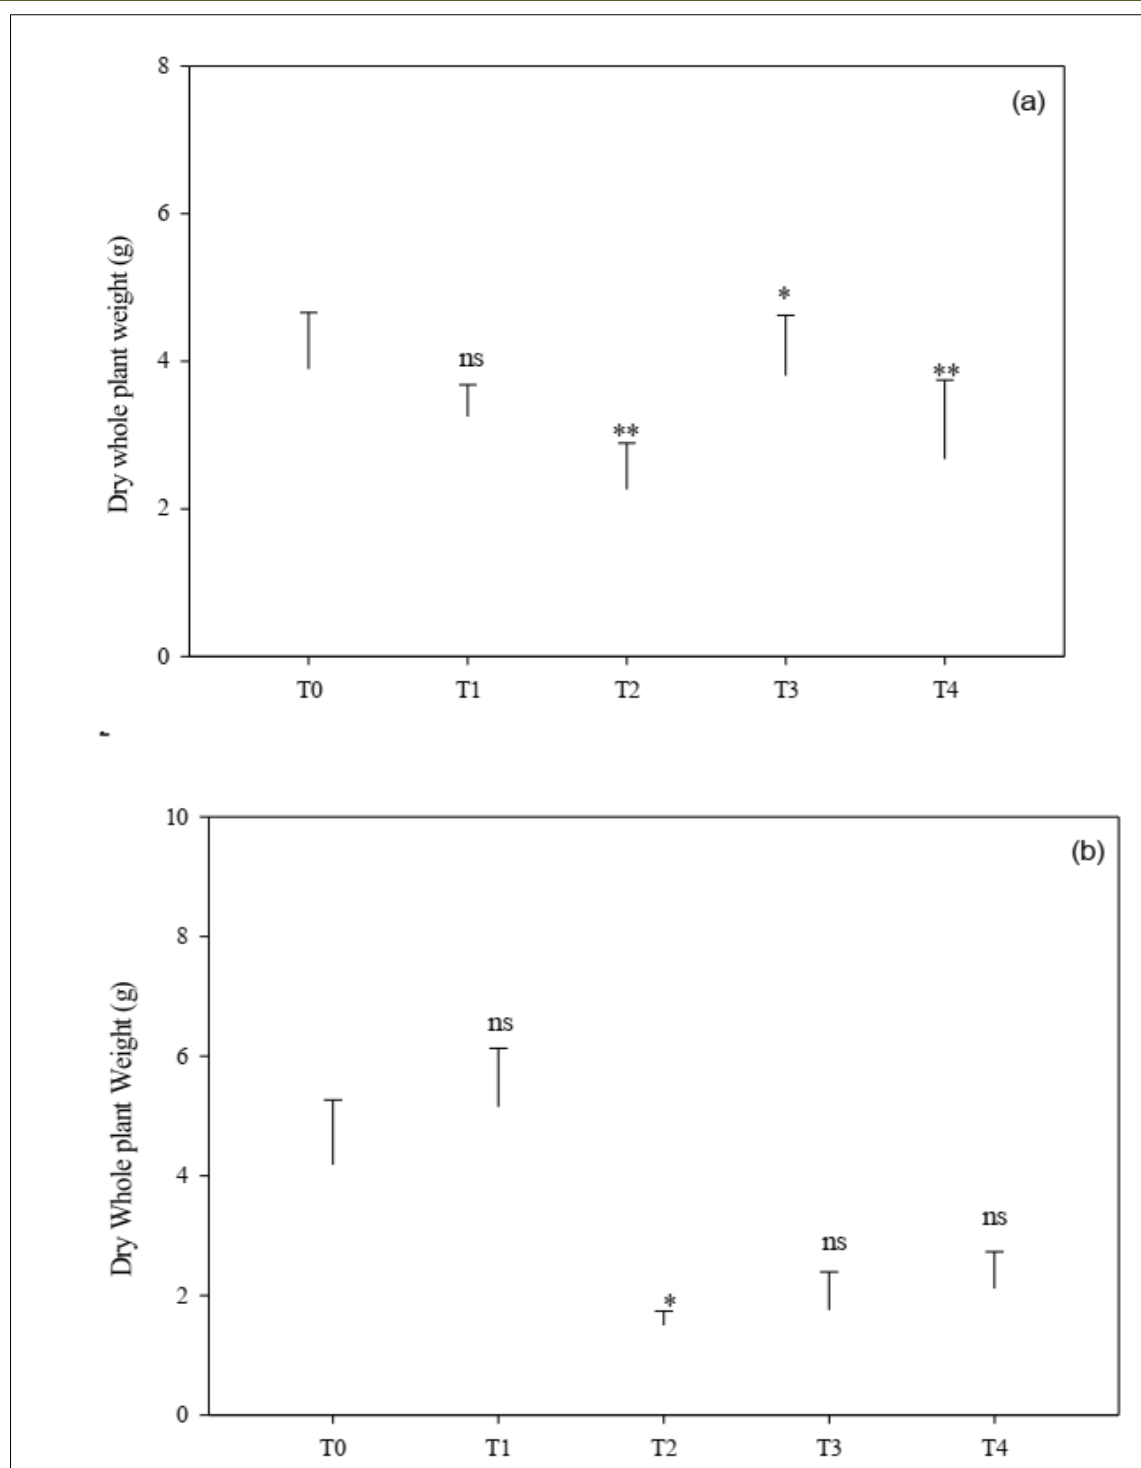 8
(a)
6
*
4
ns
**
**
2
0
Dry whole plant weight (g)
T0 T1 T2 T3 T4
10
(b)
8
ns
6
4
ns
ns
2
*
0
Dry Whole plant Weight (g)
T0 T1 T2 T3 T4